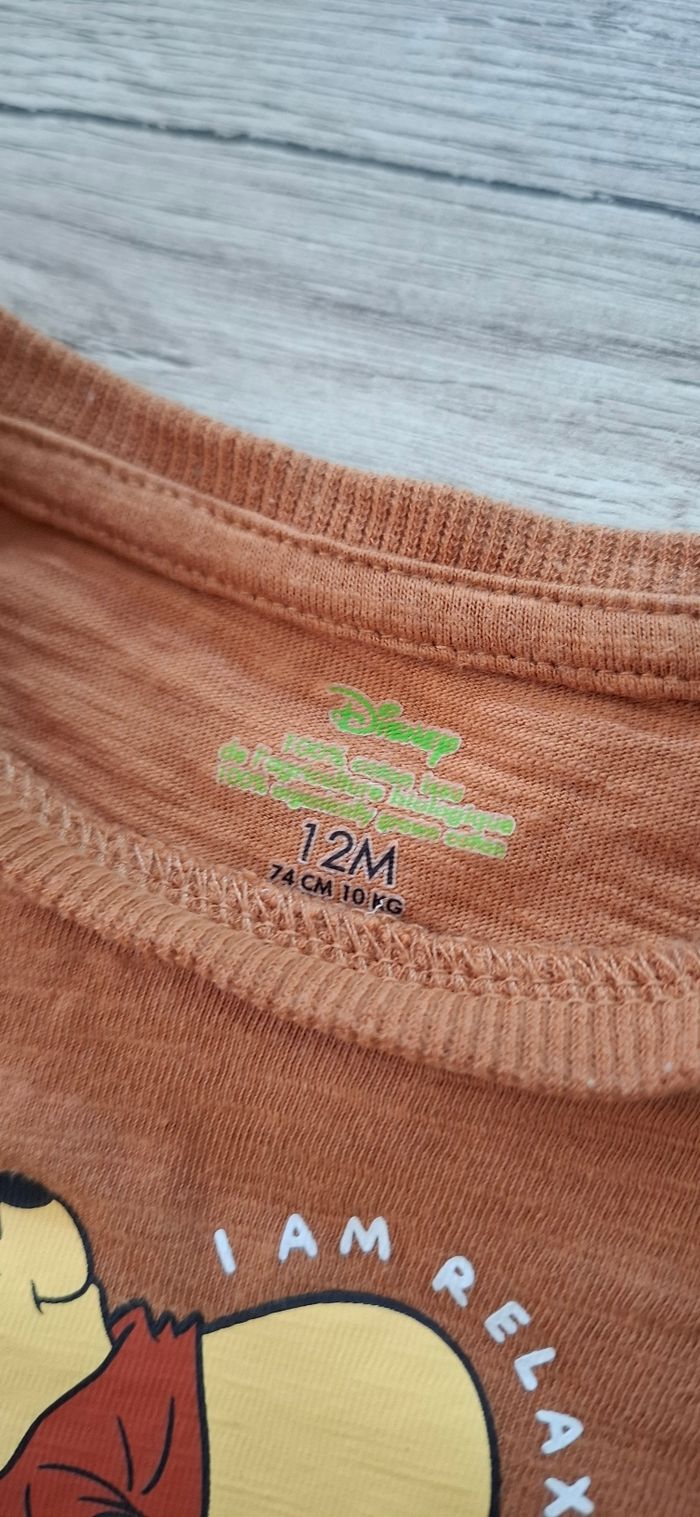 Disney
100% coton issu
de l'agriculture biologique
100% organically grown cotton
12M
74 CM 10 KG
I AM RELAX